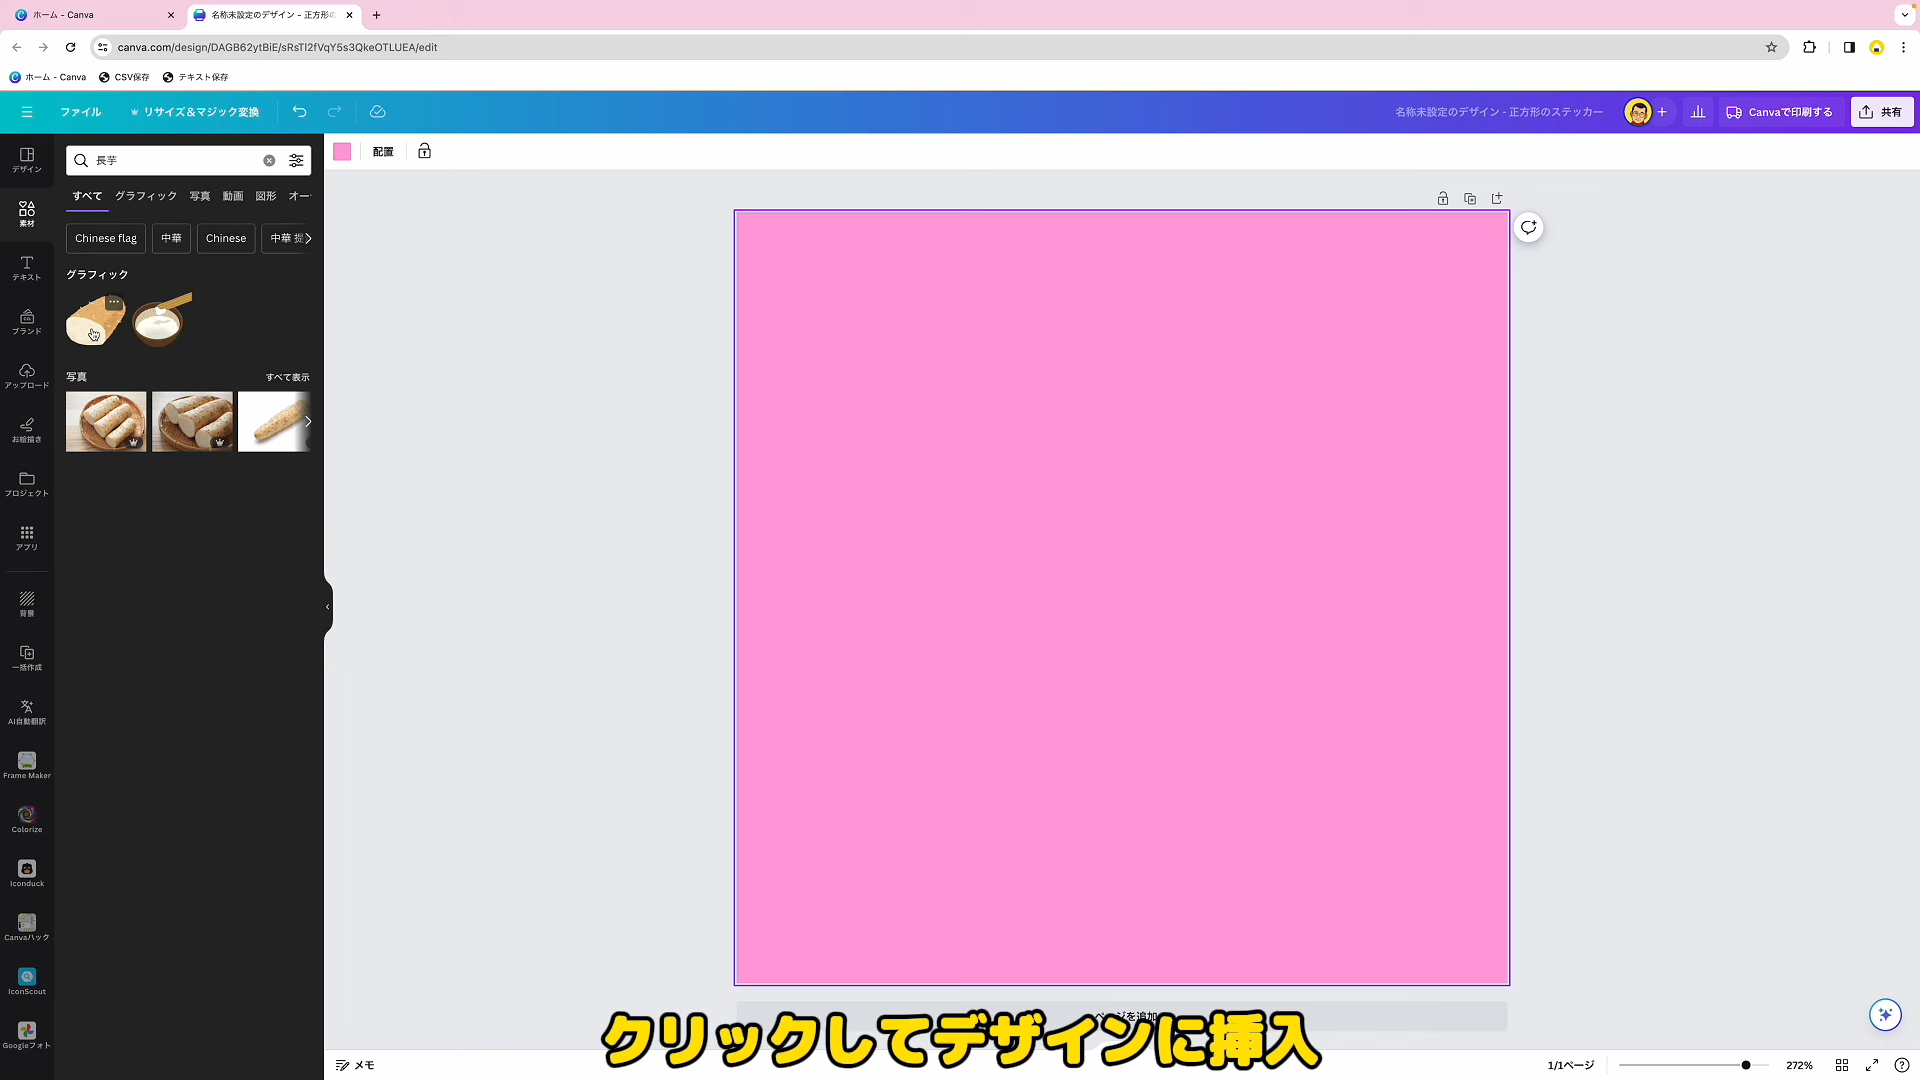 ホーム - Canva
名称未設定のデザイン - 正方形の
canva.com/design/DAGB62ytBiE/sRsTl2fVqY5s3QkeOTLUEA/edit
ホーム - Canva
CSV保存
テキスト保存
ファイル
リサイズ＆マジック変換
名称未設定のデザイン - 正方形のステッカー
Canvaで印刷する
共有
デザイン
素材
テキスト
ブランド
アップロード
お絵描き
プロジェクト
アプリ
背景
一括作成
AI自動翻訳
Frame Maker
Colorize
Iconduck
Canvaハック
IconScout
Googleフォト
長芋
すべて
グラフィック
写真
動画
図形
オー
Chinese flag
中華
Chinese
中華 提
グラフィック
写真
すべて表示
配置
ページを追加
クリックしてデザインに挿入
メモ
1/1ページ
272%